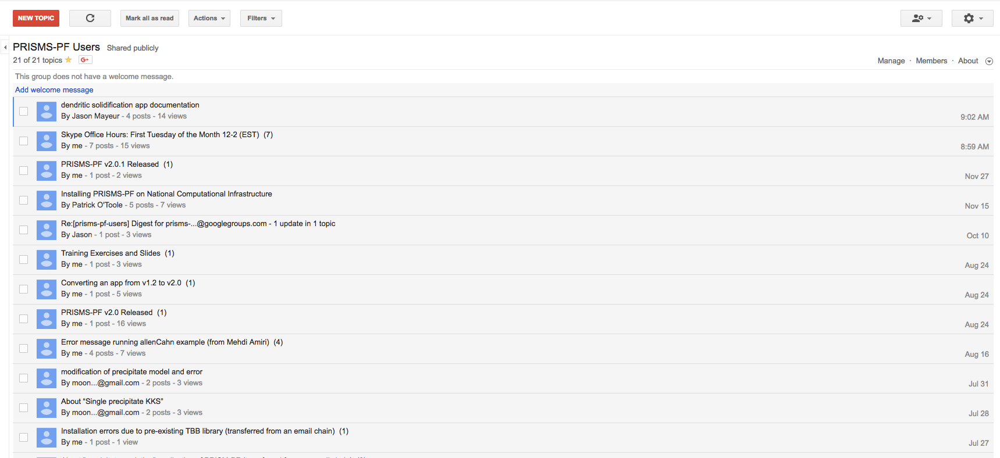 NEW TOPIC Mark all as read Actions Filters
PRISMS-PF Users Shared publicly
21 of 21 topics G+ Manage · Members · About
This group does not have a welcome message.
Add welcome message
dendritic solidification app documentation
By Jason Mayeur - 4 posts - 14 views 9:02 AM
Skype Office Hours: First Tuesday of the Month 12-2 (EST) (7)
By me - 7 posts - 15 views 8:59 AM
PRISMS-PF v2.0.1 Released (1)
By me - 1 post - 2 views Nov 27
Installing PRISMS-PF on National Computational Infrastructure
By Patrick O'Toole - 5 posts - 7 views Nov 15
Re:[prisms-pf-users] Digest for prisms-...@googlegroups.com - 1 update in 1 topic
By Jason - 1 post - 3 views Oct 10
Training Exercises and Slides (1)
By me - 1 post - 3 views Aug 24
Converting an app from v1.2 to v2.0 (1)
By me - 1 post - 5 views Aug 24
PRISMS-PF v2.0 Released (1)
By me - 1 post - 16 views Aug 24
Error message running allenCahn example (from Mehdi Amiri) (4)
By me - 4 posts - 7 views Aug 16
modification of precipitate model and error
By moon...@gmail.com - 2 posts - 3 views Jul 31
About “Single precipitate KKS”
By moon...@gmail.com - 2 posts - 3 views Jul 28
Installation errors due to pre-existing TBB library (transferred from an email chain) (1)
By me - 1 post - 1 view Jul 27